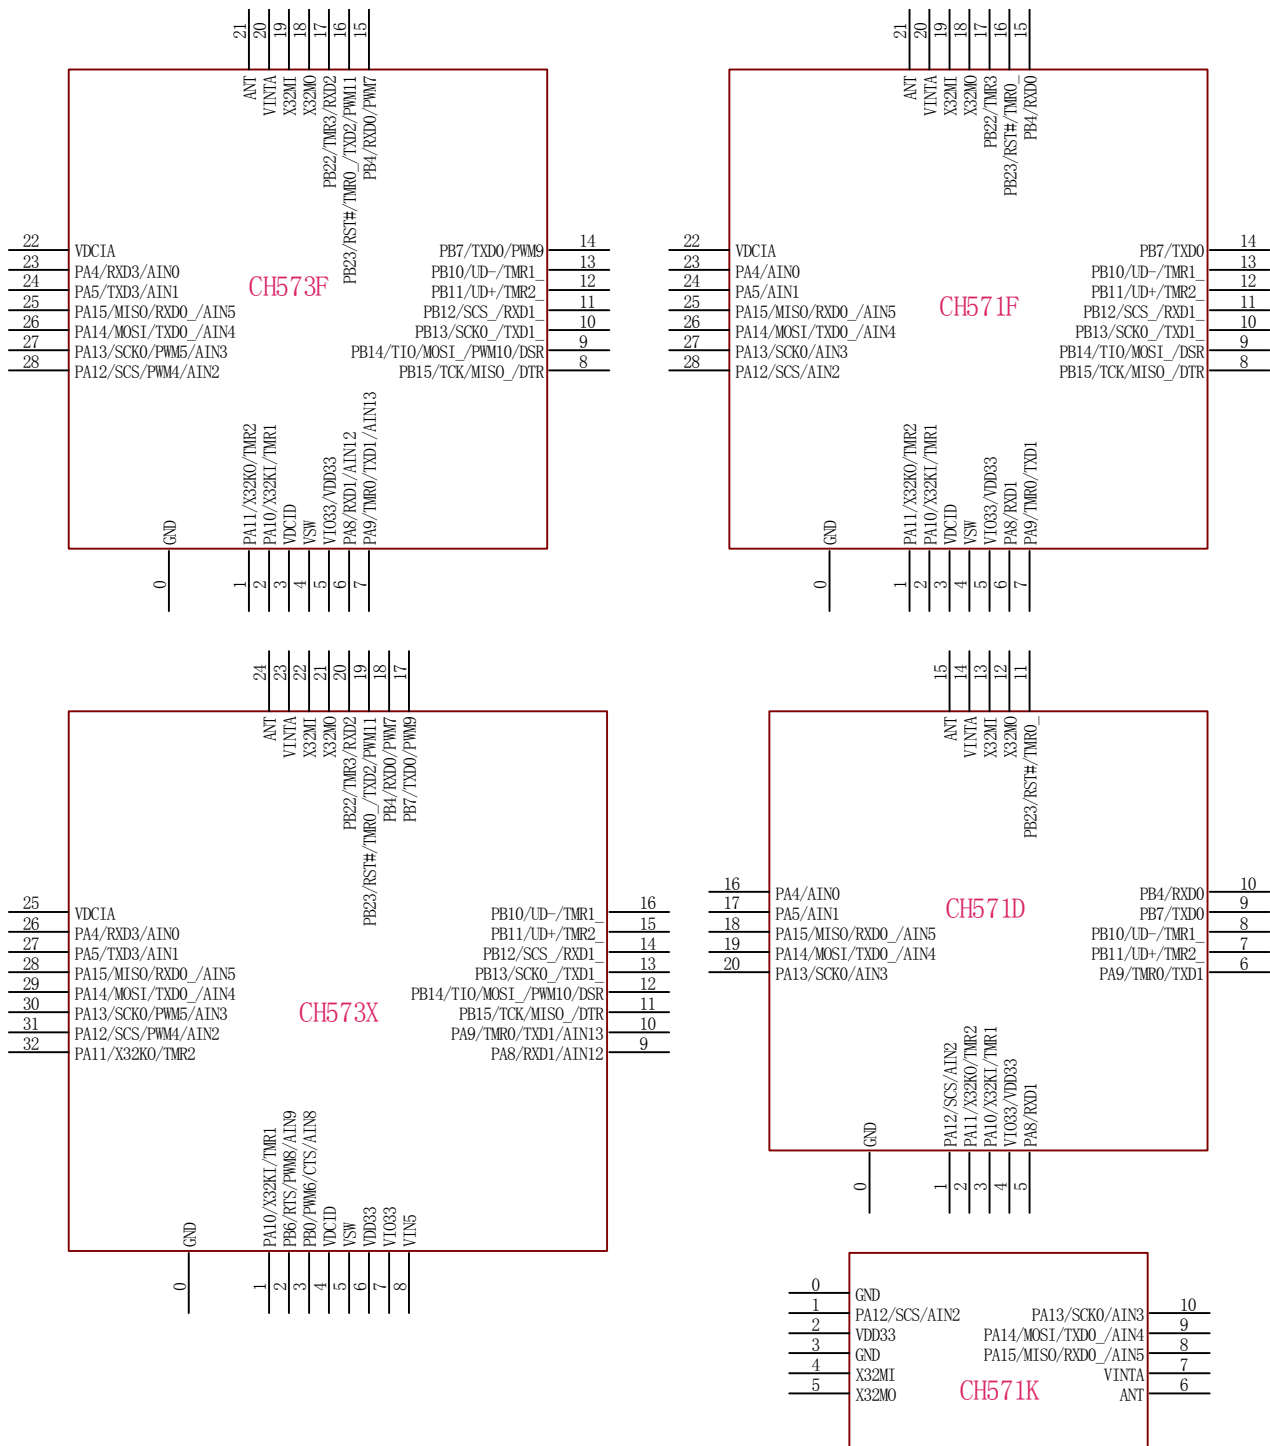 21
20
19
18
17
16
15
ANT
VINTA
X32MI
X32MO
PB22/TMR3/RXD2
PB23/RST#/TMR0_/TXD2/PWM11
PB4/RXD0/PWM7
22 VDCIA
23 PA4/RXD3/AIN0
24 PA5/TXD3/AIN1
25 PA15/MISO/RXD0_/AIN5
26 PA14/MOSI/TXD0_/AIN4
27 PA13/SCK0/PWM5/AIN3
28 PA12/SCS/PWM4/AIN2
CH573F
PB7/TXD0/PWM9 14
PB10/UD-/TMR1_ 13
PB11/UD+/TMR2_ 12
PB12/SCS_/RXD1_ 11
PB13/SCK0_/TXD1_ 10
PB14/TIO/MOSI_/PWM10/DSR 9
PB15/TCK/MISO_/DTR 8
GND
PA11/X32KO/TMR2
PA10/X32KI/TMR1
VDCID
VSW
VIO33/VDD33
PA8/RXD1/AIN12
PA9/TMR0/TXD1/AIN13
0
1
2
3
4
5
6
7
21
20
19
18
17
16
15
ANT
VINTA
X32MI
X32MO
PB22/TMR3
PB23/RST#/TMR0_
PB4/RXD0
22 VDCIA
23 PA4/AIN0
24 PA5/AIN1
25 PA15/MISO/RXD0_/AIN5
26 PA14/MOSI/TXD0_/AIN4
27 PA13/SCK0/AIN3
28 PA12/SCS/AIN2
CH571F
PB7/TXD0 14
PB10/UD-/TMR1_ 13
PB11/UD+/TMR2_ 12
PB12/SCS_/RXD1_ 11
PB13/SCK0_/TXD1_ 10
PB14/TIO/MOSI_/DSR 9
PB15/TCK/MISO_/DTR 8
GND
PA11/X32KO/TMR2
PA10/X32KI/TMR1
VDCID
VSW
VIO33/VDD33
PA8/RXD1
PA9/TMR0/TXD1
0
1
2
3
4
5
6
7
24
23
22
21
20
19
18
17
ANT
VINTA
X32MI
X32MO
PB22/TMR3/RXD2
PB23/RST#/TMR0_/TXD2/PWM11
PB4/RXD0/PWM7
PB7/TXD0/PWM9
25 VDCIA
26 PA4/RXD3/AIN0
27 PA5/TXD3/AIN1
28 PA15/MISO/RXD0_/AIN5
29 PA14/MOSI/TXD0_/AIN4
30 PA13/SCK0/PWM5/AIN3
31 PA12/SCS/PWM4/AIN2
32 PA11/X32KO/TMR2
CH573X
PB10/UD-/TMR1_ 16
PB11/UD+/TMR2_ 15
PB12/SCS_/RXD1_ 14
PB13/SCK0_/TXD1_ 13
PB14/TIO/MOSI_/PWM10/DSR 12
PB15/TCK/MISO_/DTR 11
PA9/TMR0/TXD1/AIN13 10
PA8/RXD1/AIN12 9
GND
PA10/X32KI/TMR1
PB6/RTS/PWM8/AIN9
PB0/PWM6/CTS/AIN8
VDCID
VSW
VDD33
VIO33
VIN5
0
1
2
3
4
5
6
7
8
15
14
13
12
11
ANT
VINTA
X32MI
X32MO
PB23/RST#/TMR0_
16 PA4/AIN0
17 PA5/AIN1
18 PA15/MISO/RXD0_/AIN5
19 PA14/MOSI/TXD0_/AIN4
20 PA13/SCK0/AIN3
CH571D
PB4/RXD0 10
PB7/TXD0 9
PB10/UD-/TMR1_ 8
PB11/UD+/TMR2_ 7
PA9/TMR0/TXD1 6
GND
PA12/SCS/AIN2
PA11/X32KO/TMR2
PA10/X32KI/TMR1
VIO33/VDD33
PA8/RXD1
0
1
2
3
4
5
0 GND
1 PA12/SCS/AIN2
2 VDD33
3 GND
4 X32MI
5 X32MO
PA13/SCK0/AIN3 10
PA14/MOSI/TXD0_/AIN4 9
PA15/MISO/RXD0_/AIN5 8
VINTA 7
ANT 6
CH571K